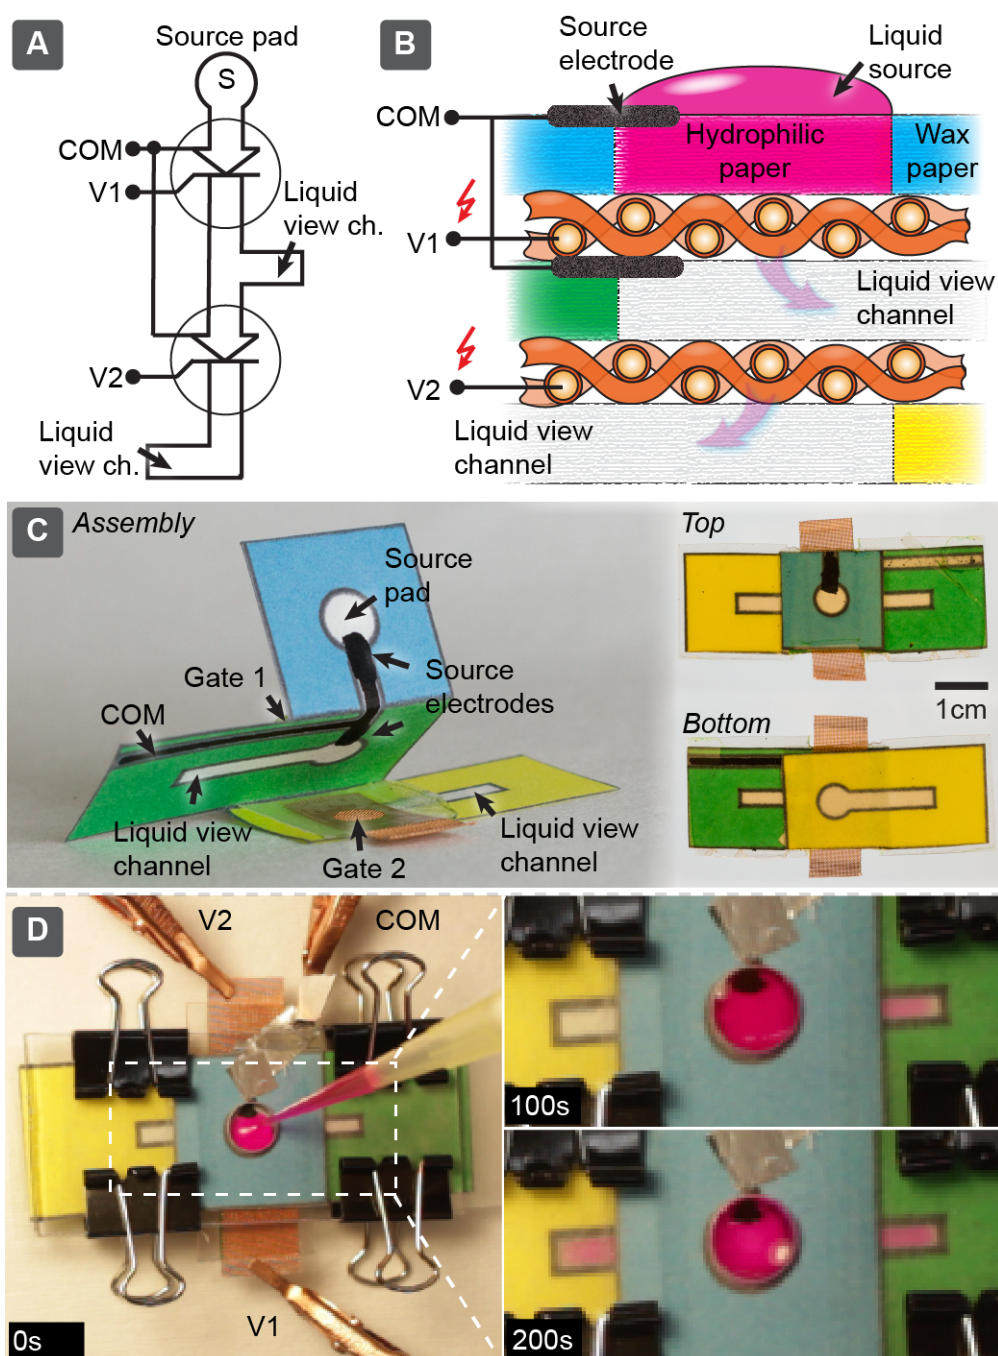 A
Source pad
S
COM
V1
Liquid
view ch.
V2
Liquid
view ch.
B
Source
electrode
Liquid
source
COM
Hydrophilic
paper
Wax
paper
V1
Liquid view
channel
V2
Liquid view
channel
C
Assembly
Source
pad
Gate 1
Source
electrodes
COM
Liquid view
channel
Gate 2
Liquid view
channel
Top
1cm
Bottom
D
V2
COM
V1
0s
100s
200s